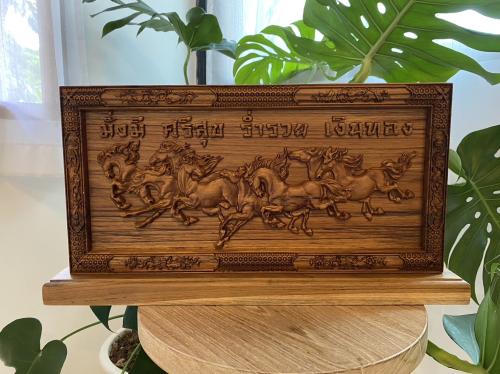 มั่งมี ศรีสุข ร่ำรวย เงินทอง